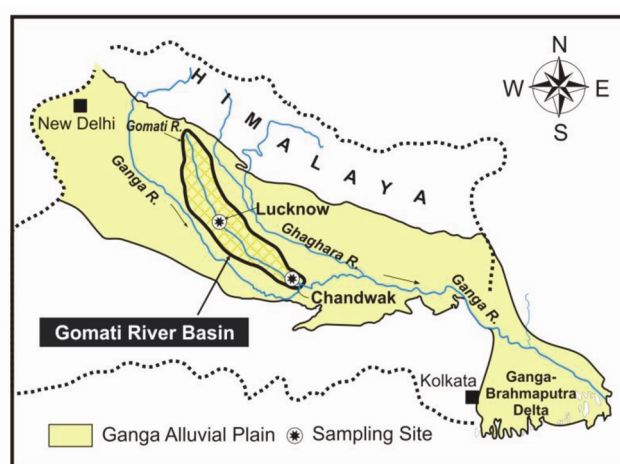 N
W E
S
HIMALAYA
New Delhi
Gomati R.
Ganga R.
Lucknow
Ghaghara R.
Chandwak
Ganga R.
Gomati River Basin
Kolkata
Ganga-
Brahmaputra
Delta
Ganga Alluvial Plain
Sampling Site